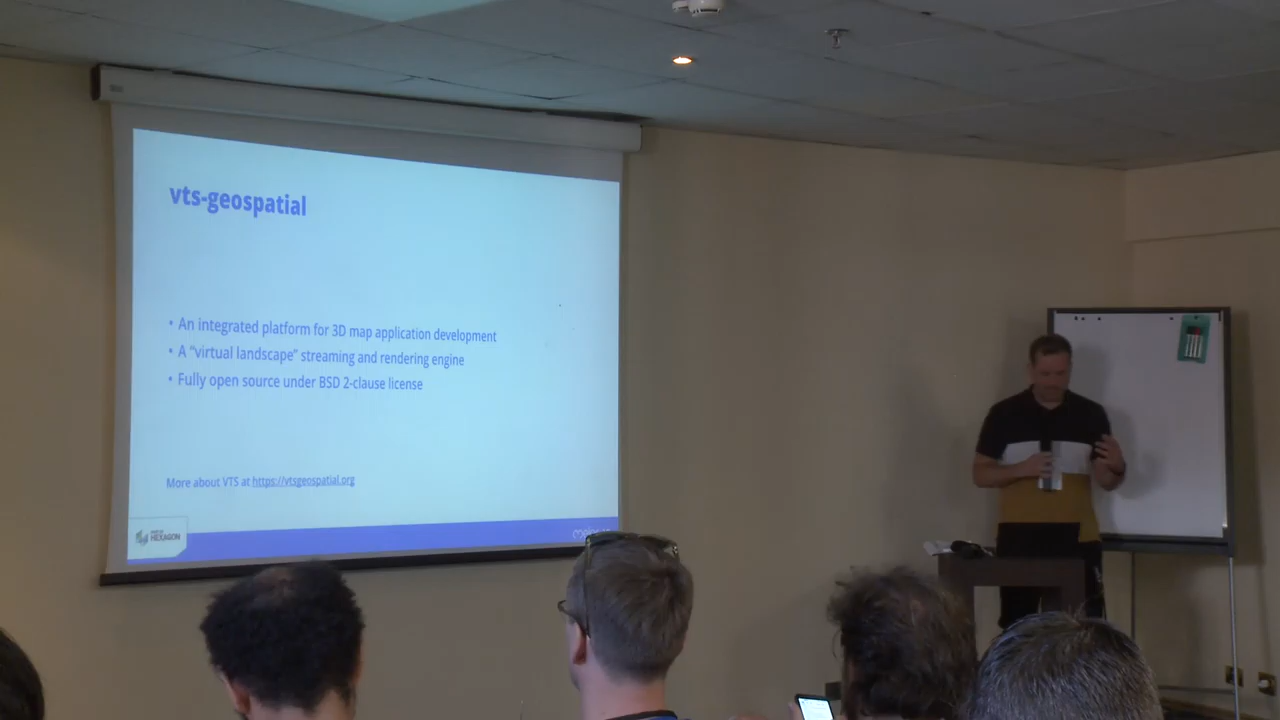 vts-geospatial
• An integrated platform for 3D map application development
• A "virtual landscape" streaming and rendering engine
• Fully open source under BSD 2-clause license
More about VTS at https://vtsgeospatial.org
HEXAGON